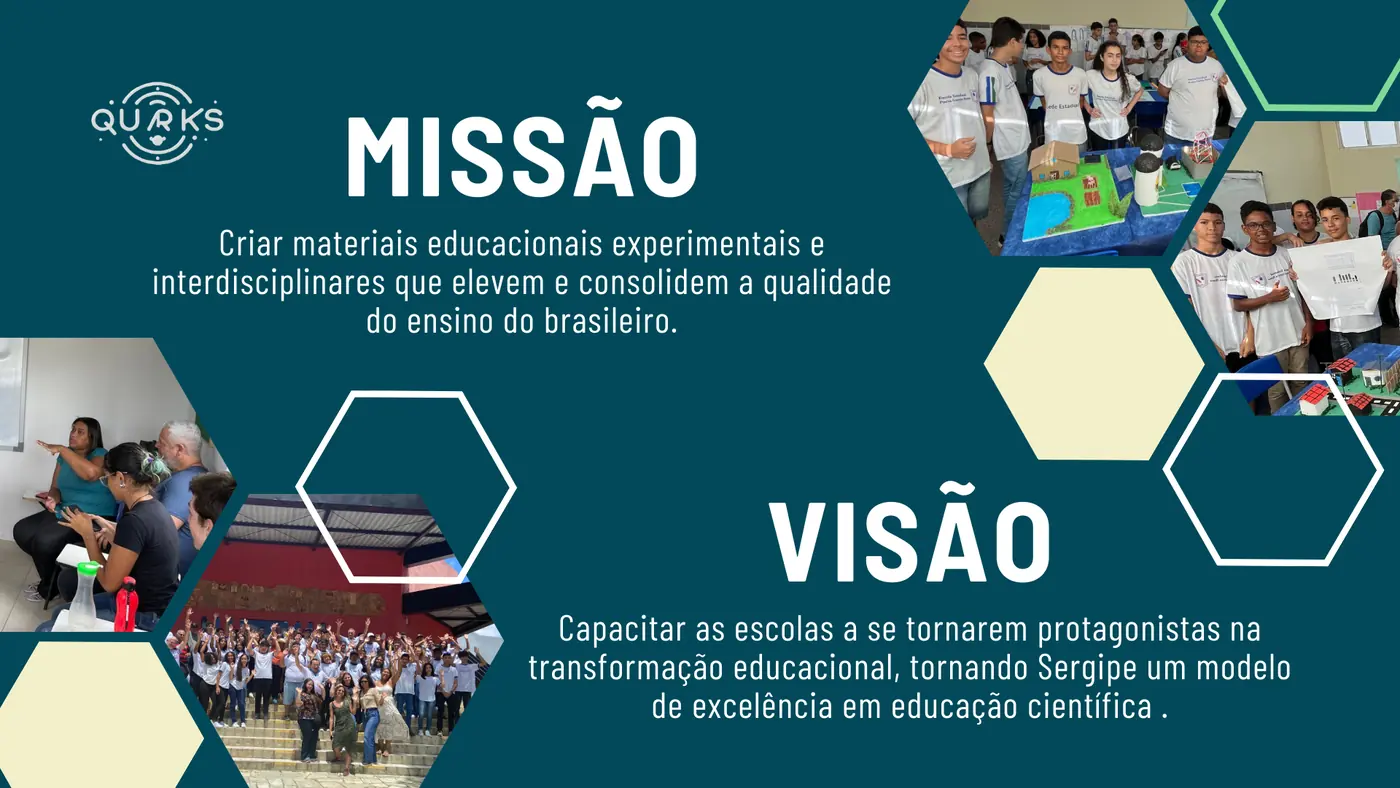 QUARKS
MISSÃO
Criar materiais educacionais experimentais e
interdisciplinares que elevem e consolidem a qualidade
do ensino do brasileiro.
VISÃO
Capacitar as escolas a se tornarem protagonistas na
transformação educacional, tornando Sergipe um modelo
de excelência em educação científica .